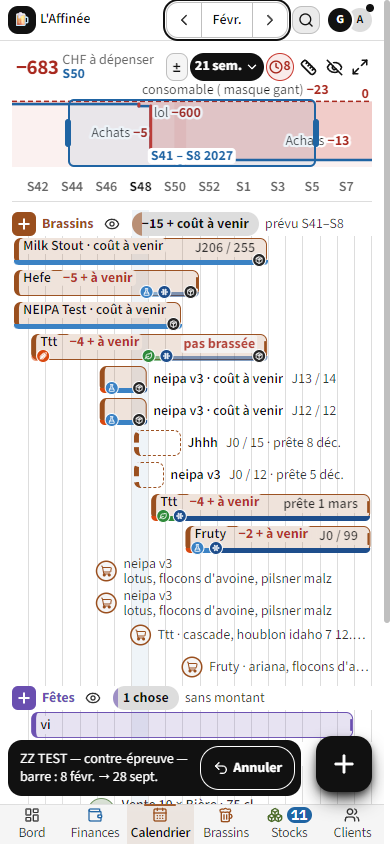 L'Affinée
Févr.
G
A
−683 CHF à dépenser
S50
±
21 sem.
8
consomable ( masque gant) −23
0
lol −600
Achats −5
Achats −13
S41 – S8 2027
S42 S44 S46 S48 S50 S52 S1 S3 S5 S7
Brassins
−15 + coût à venir
prévu S41–S8
Milk Stout · coût à venir J206 / 255
Hefe −5 + à venir
NEIPA Test · coût à venir
Ttt −4 + à venir pas brassée
neipa v3 · coût à venir J13 / 14
neipa v3 · coût à venir J12 / 12
Jhhh J0 / 15 · prête 8 déc.
neipa v3 J0 / 12 · prête 5 déc.
Ttt −4 + à venir prête 1 mars
Fruty −2 + à venir J0 / 99
neipa v3
lotus, flocons d'avoine, pilsner malz
neipa v3
lotus, flocons d'avoine, pilsner malz
Ttt · cascade, houblon idaho 7 12.…
Fruty · ariana, flocons d'a…
Fêtes
1 chose
sans montant
vi
ZZ TEST — contre-épreuve —
barre : 8 févr. → 28 sept.
Annuler
Bord
Finances
Calendrier
Brassins
Stocks
11
Clients